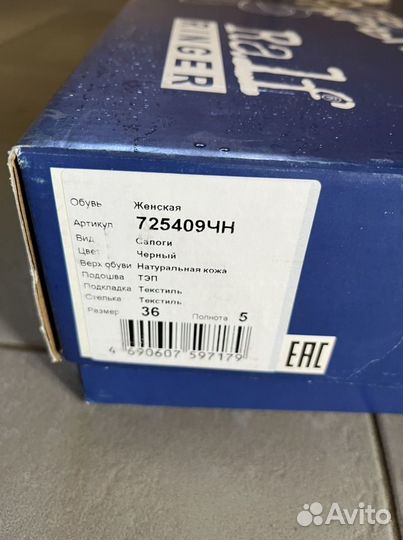 Ralf
RINGER
Обувь Женская
Артикул 725409ЧН
Вид Сапоги
Цвет Черный
Верх обуви Натуральная кожа
Подошва ТЭП
Подкладка Текстиль
Стелька Текстиль
Размер 36 Полнота 5
4 690607 597179
EAC
Avito